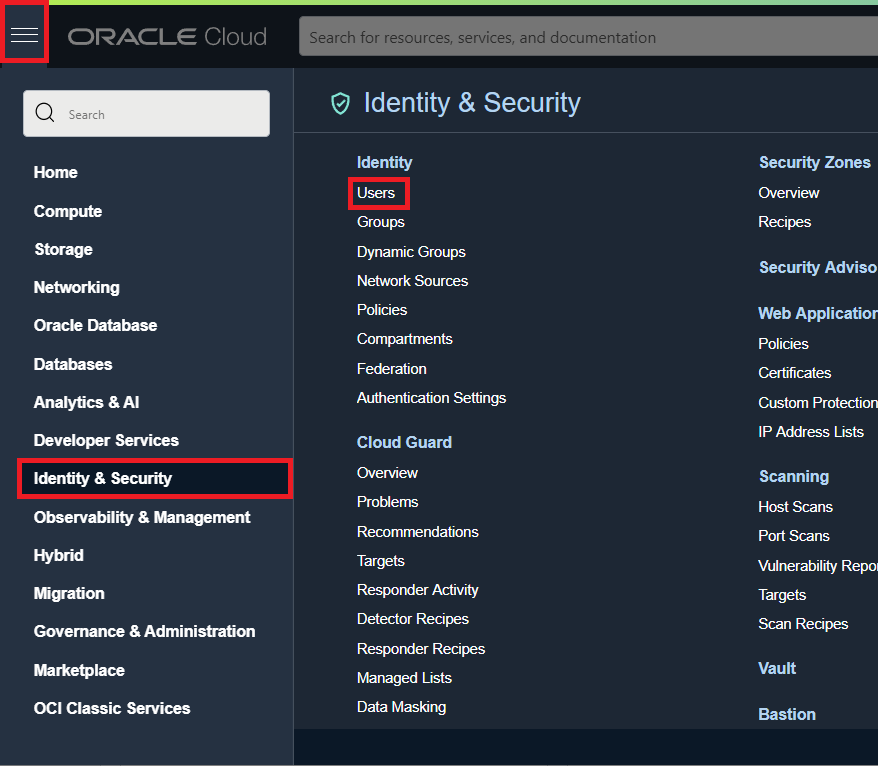 ORACLE Cloud
Search for resources, services, and documentation
Search
Home
Compute
Storage
Networking
Oracle Database
Databases
Analytics & AI
Developer Services
Identity & Security
Observability & Management
Hybrid
Migration
Governance & Administration
Marketplace
OCI Classic Services
Identity & Security
Identity
Users
Groups
Dynamic Groups
Network Sources
Policies
Compartments
Federation
Authentication Settings
Cloud Guard
Overview
Problems
Recommendations
Targets
Responder Activity
Detector Recipes
Responder Recipes
Managed Lists
Data Masking
Security Zones
Overview
Recipes
Security Adviso
Web Application
Policies
Certificates
Custom Protection
IP Address Lists
Scanning
Host Scans
Port Scans
Vulnerability Repo
Targets
Scan Recipes
Vault
Bastion